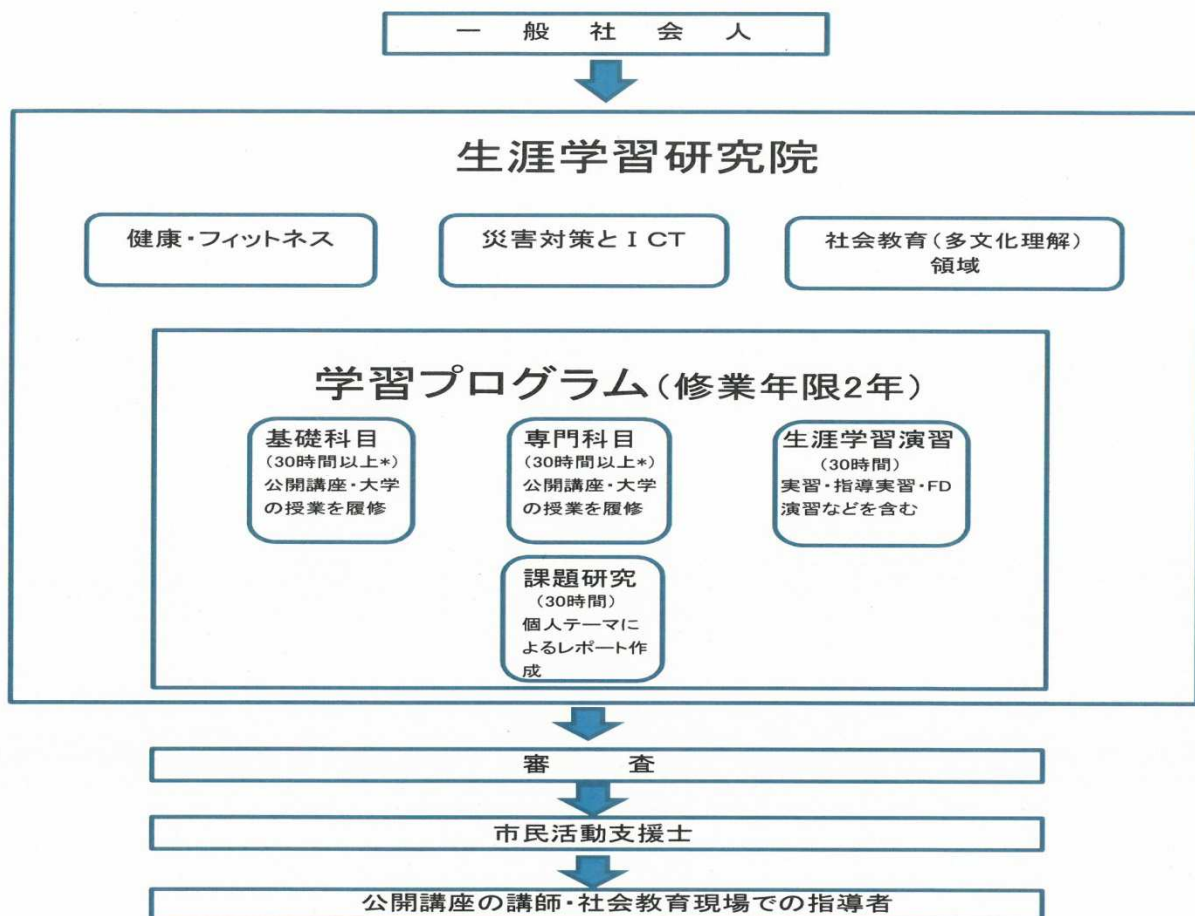 一般社会人
生涯学習研究院
健康・フィットネス
災害対策とICT
社会教育(多文化理解)
領域
学習プログラム(修業年限2年)
基礎科目
(30時間以上*)
公開講座・大学
の授業を履修
専門科目
(30時間以上*)
公開講座・大学
の授業を履修
生涯学習演習
(30時間)
実習・指導実習・FD
演習などを含む
課題研究
(30時間)
個人テーマに
よるレポート作
成
審査
市民活動支援士
公開講座の講師・社会教育現場での指導者